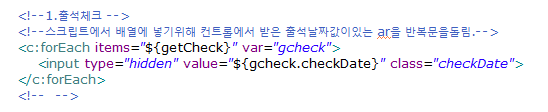 <!--1.출석체크 -->
<!--스크립트에서 배열에 넣기위해 컨트롬에서 받은 출석날짜값이있는 ar을 반복문을돌림.-->
<c:forEach items="${getCheck}" var="gcheck">
<input type="hidden" value="${gcheck.checkDate}" class="checkDate">
</c:forEach>
<!-- -->